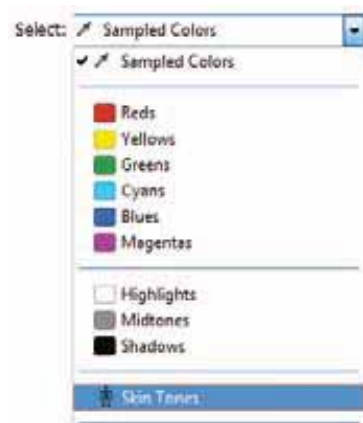 Select: Sampled Colors
Sampled Colors
Reds
Yellows
Greens
Cyans
Blues
Magentas
Highlights
Midtones
Shadows
Skin Tones